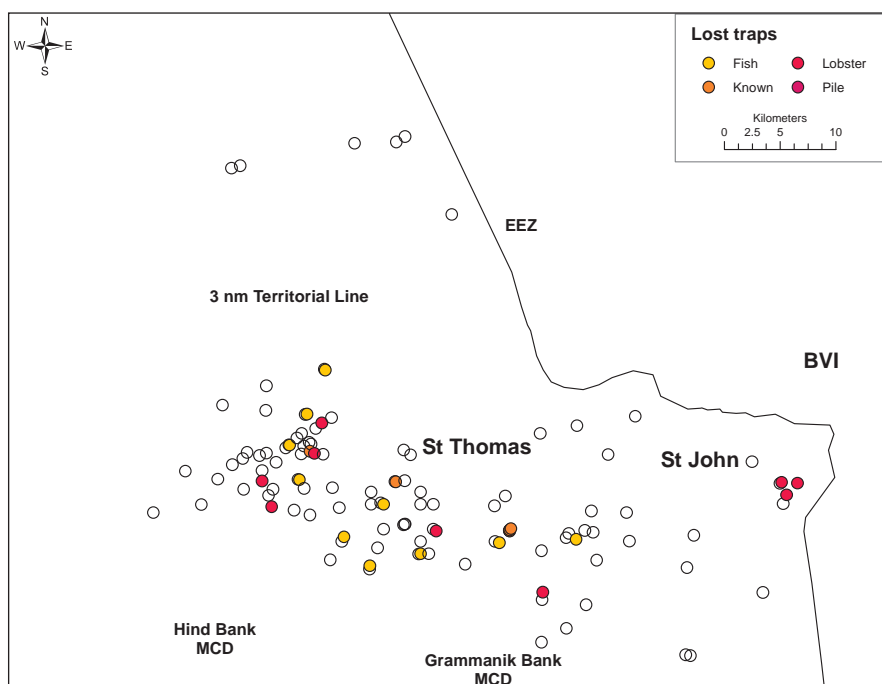 N
W E
S
Lost traps
Fish Lobster
Known Pile
Kilometers
0 2.5 5 10
EEZ
3 nm Territorial Line
BVI
St Thomas
St John
Hind Bank
MCD
Grammanik Bank
MCD